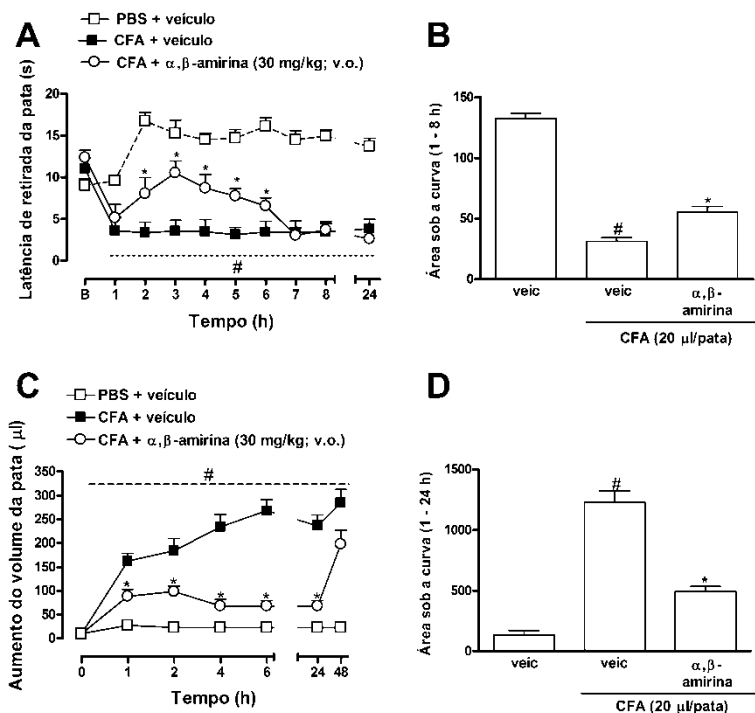 A
PBS + veículo
CFA + veículo
CFA + α,β-amirina (30 mg/kg; v.o.)
Latência de retirada da pata (s)
20
15
10
5
0
* * * * *
#
B 1 2 3 4 5 6 7 8 24
Tempo (h)
B
Área sob a curva (1 - 8 h)
150
100
50
0
#
*
veic veic α,β-
amirina
CFA (20 µl/pata)
C
PBS + veículo
CFA + veículo
CFA + α,β-amirina (30 mg/kg; v.o.)
Aumento do volume da pata ( µl)
350
300
250
200
150
100
50
0
#
* * * * *
0 1 2 4 6 24 48
Tempo (h)
D
Área sob a curva (1 - 24 h)
1500
1000
500
0
#
*
veic veic α,β-
amirina
CFA (20 µl/pata)